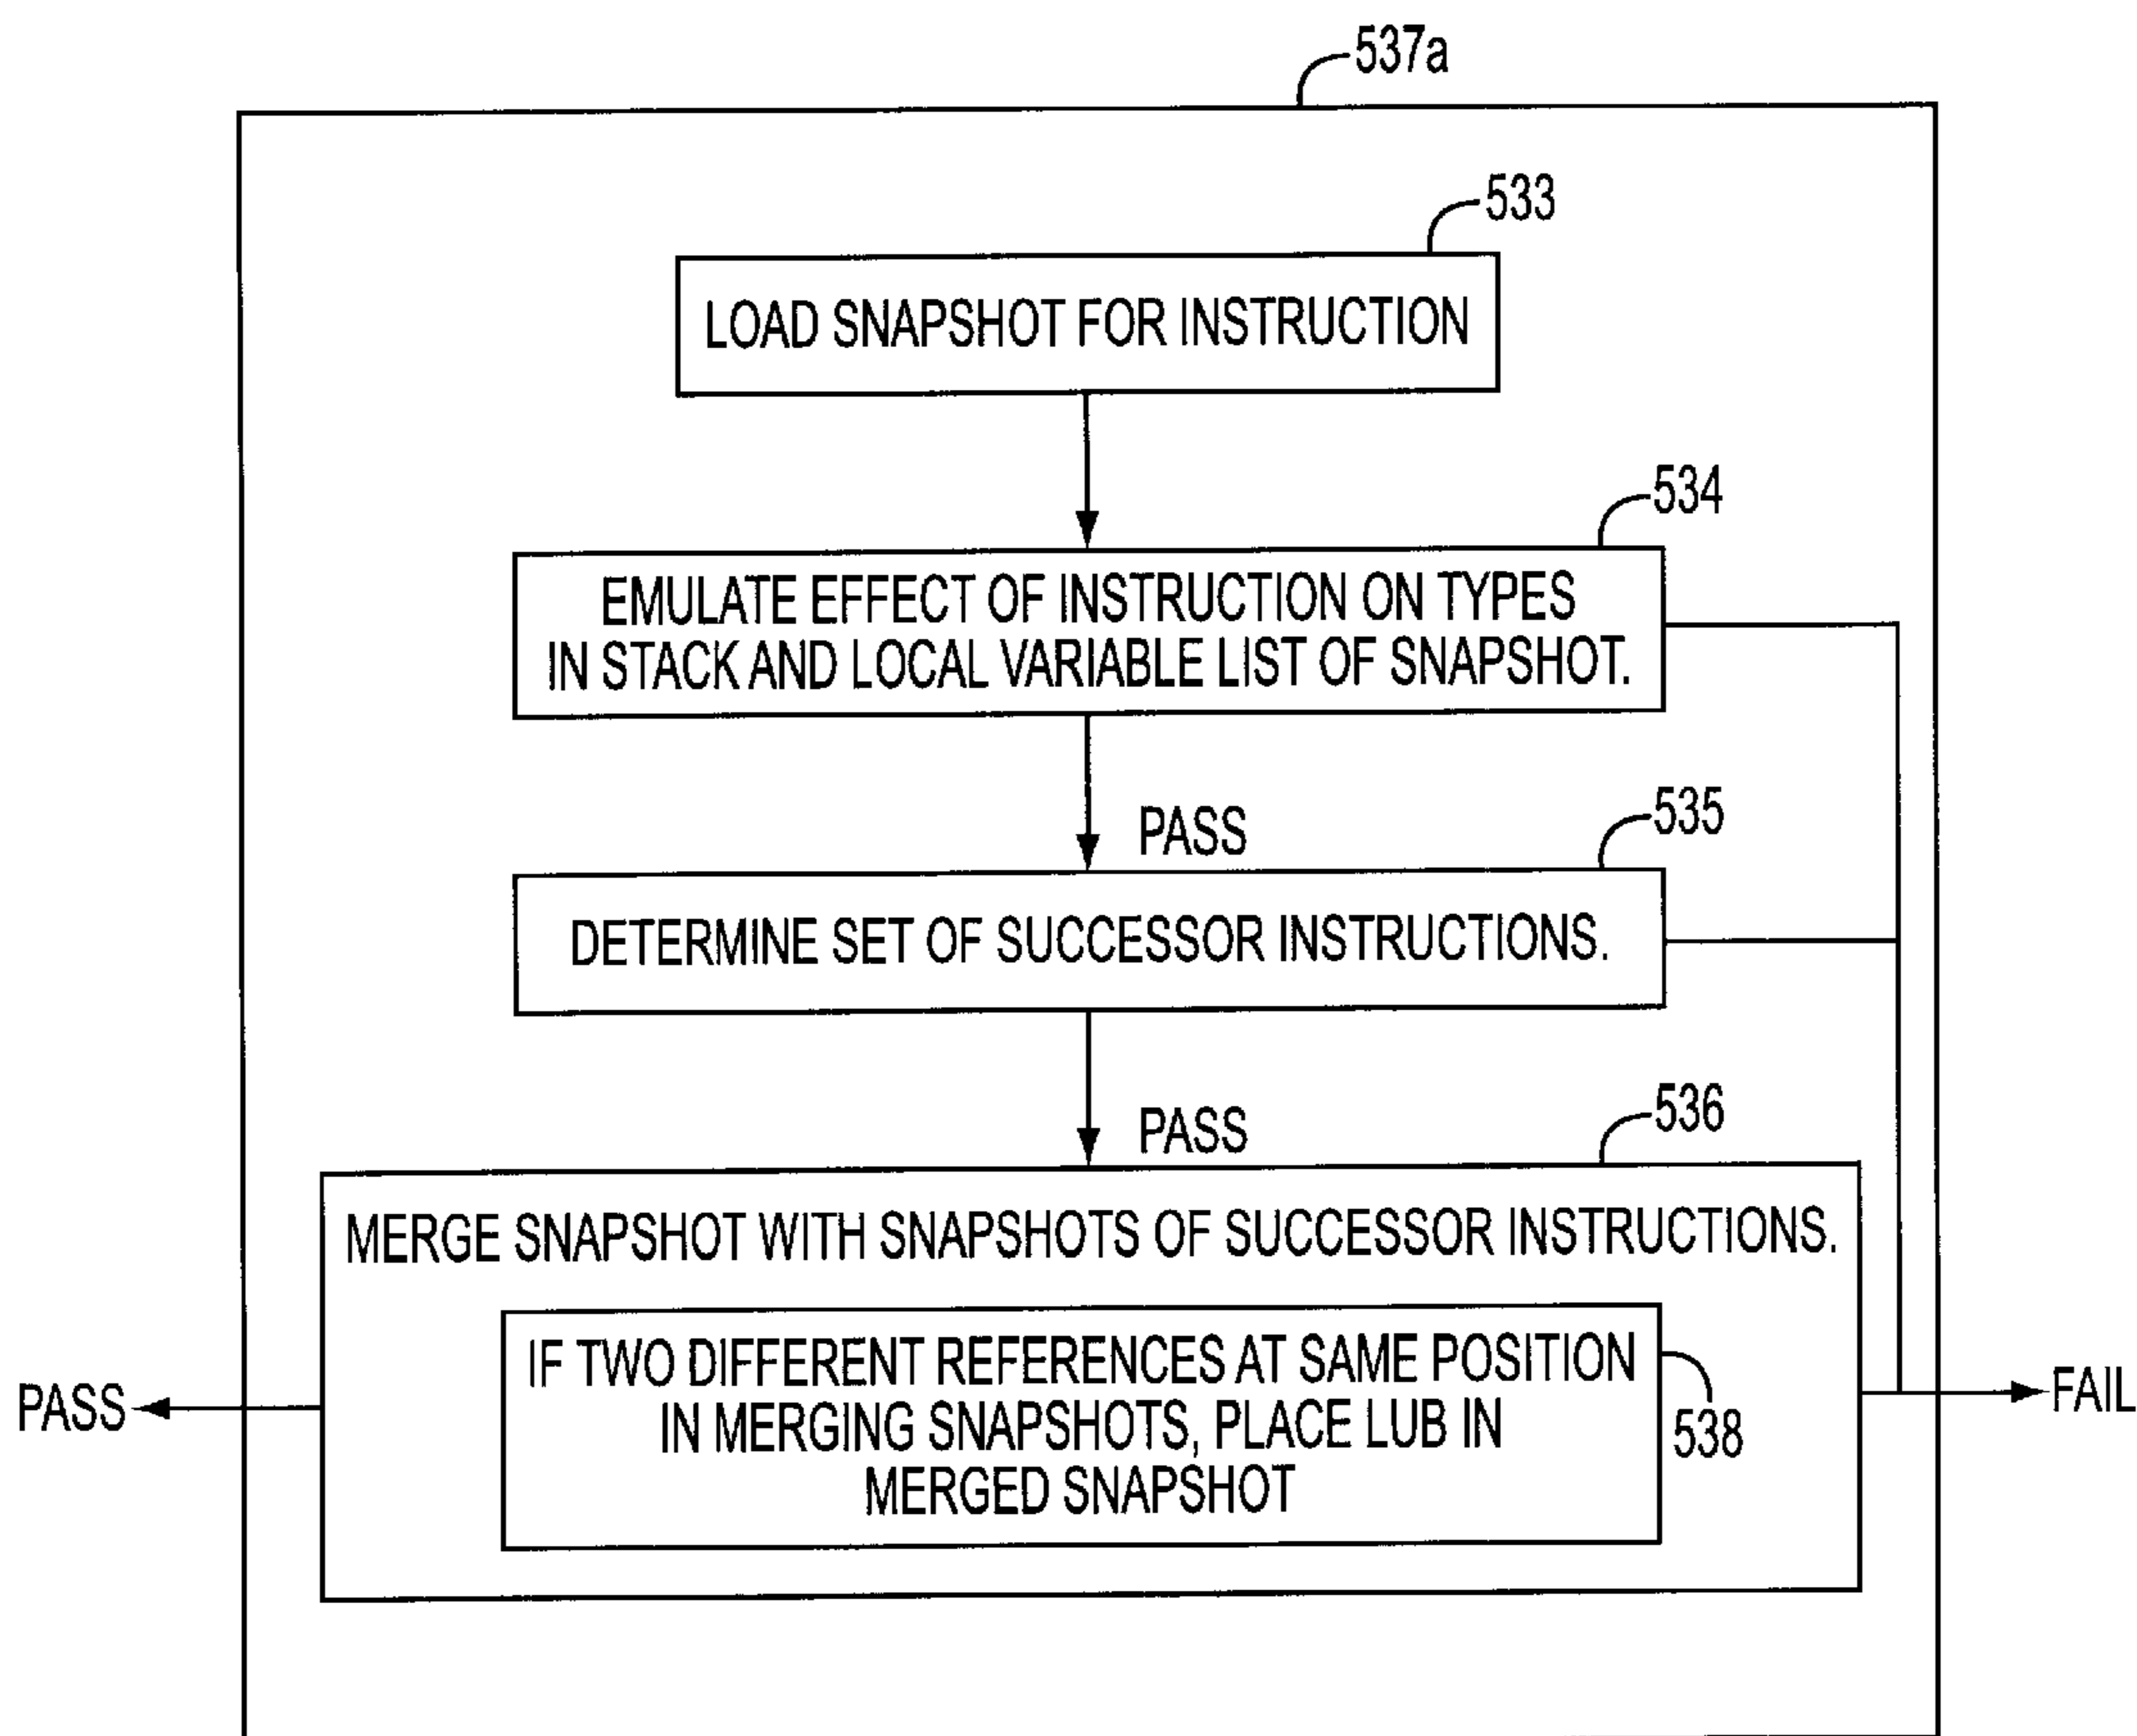 537a
533
LOAD SNAPSHOT FOR INSTRUCTION
534
EMULATE EFFECT OF INSTRUCTION ON TYPES
IN STACK AND LOCAL VARIABLE LIST OF SNAPSHOT.
PASS
535
DETERMINE SET OF SUCCESSOR INSTRUCTIONS.
PASS
536
MERGE SNAPSHOT WITH SNAPSHOTS OF SUCCESSOR INSTRUCTIONS.
IF TWO DIFFERENT REFERENCES AT SAME POSITION
IN MERGING SNAPSHOTS, PLACE LUB IN
MERGED SNAPSHOT
538
PASS
FAIL